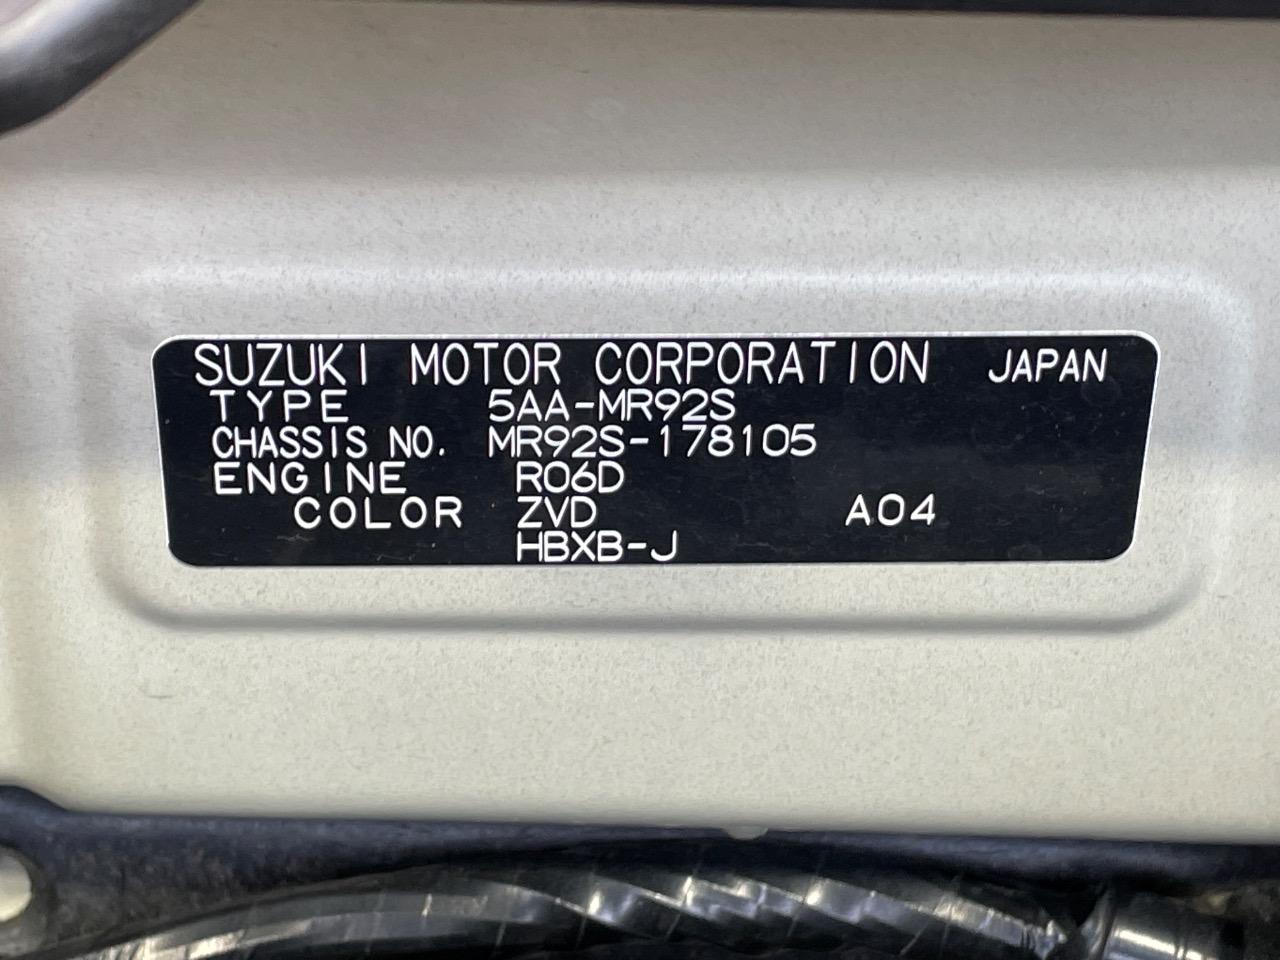 SUZUKI MOTOR CORPORATION JAPAN
TYPE 5AA-MR92S
CHASSIS NO. MR92S-178105
ENGINE R06D
COLOR ZVD A04
HBXB-J